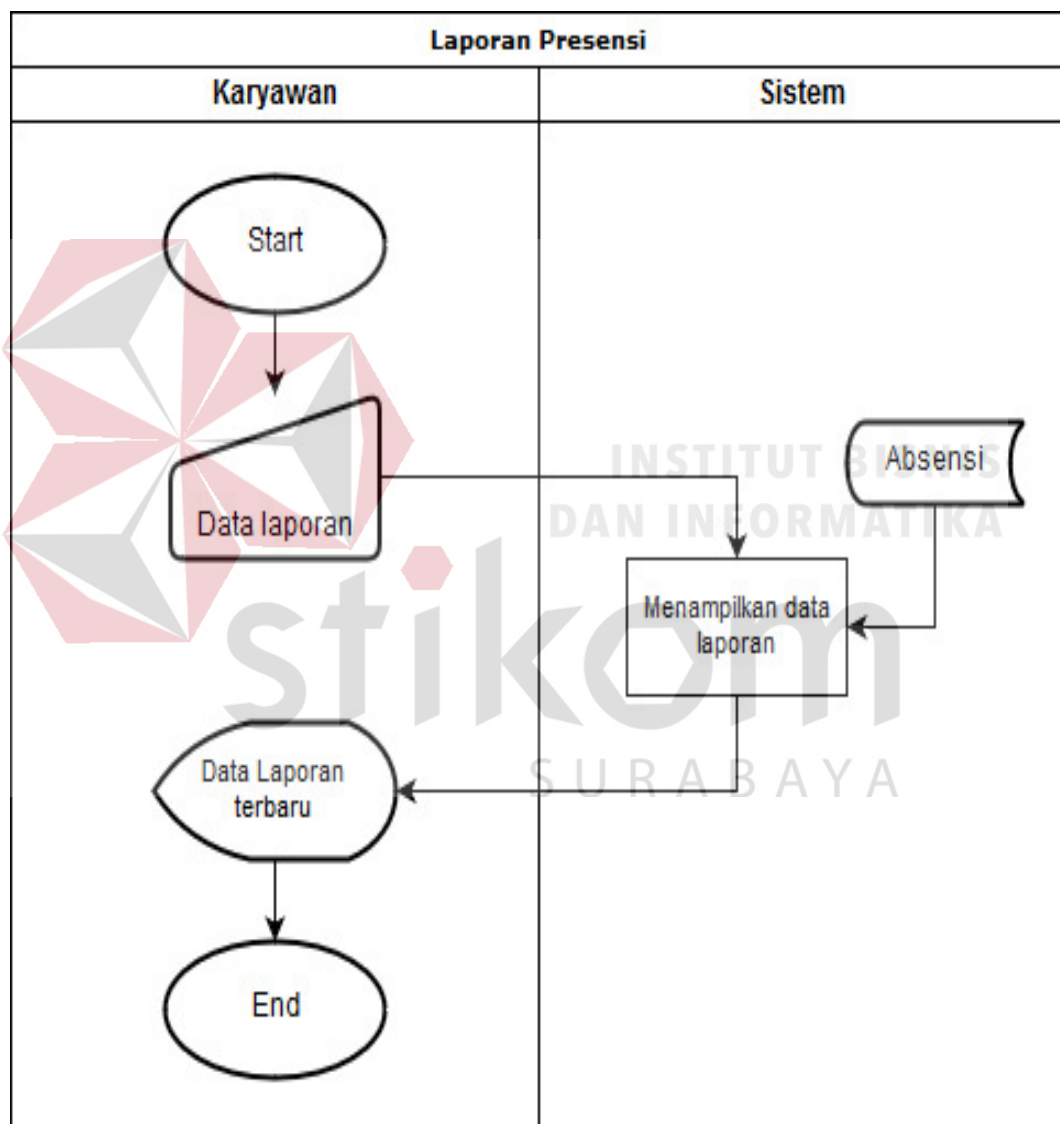 Laporan Presensi
Karyawan
Sistem
Start
Data laporan
Absensi
Menampilkan data
laporan
Data Laporan
terbaru
End
INSTITUT BISNIS
DAN INFORMATIKA
stikom
SURABAYA